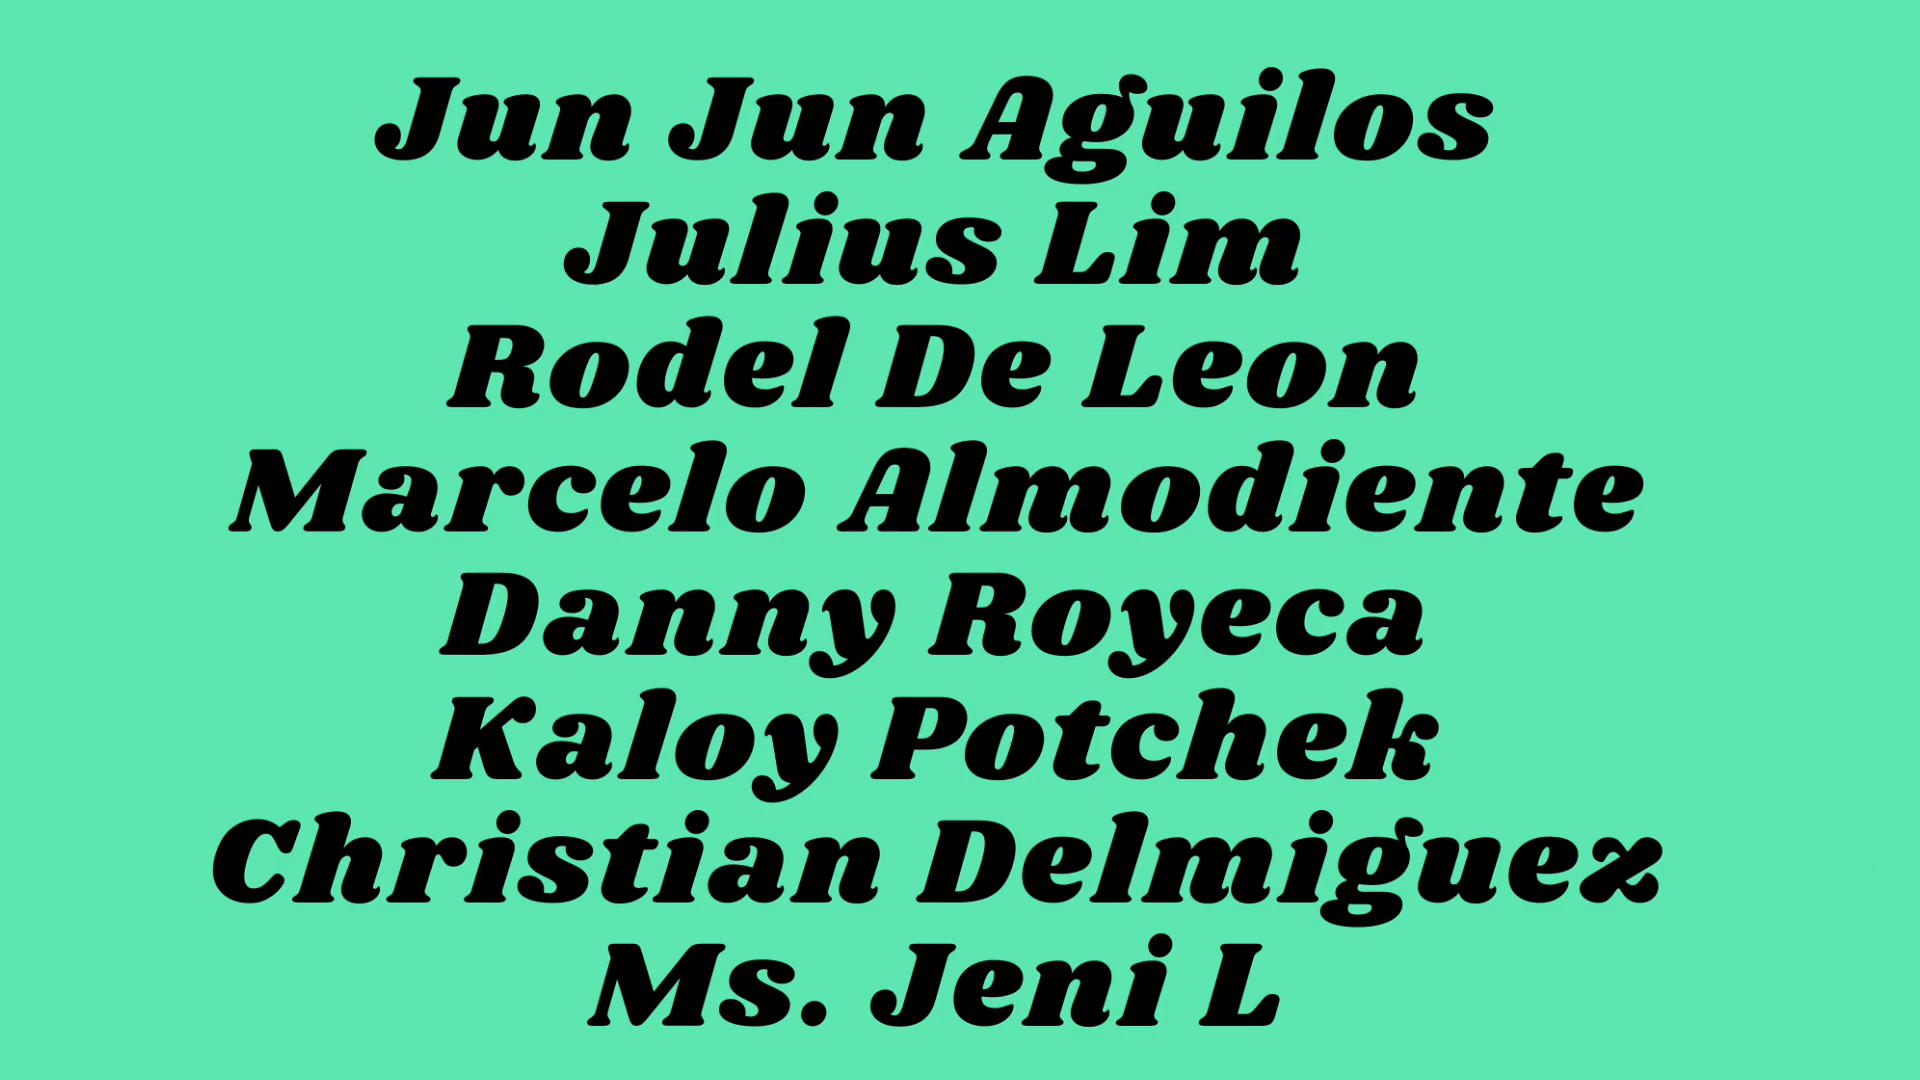 Jun Jun Aguilos
Julius Lim
Rodel De Leon
Marcelo Almodiente
Danny Royeca
Kaloy Potchek
Christian Delmiguez
Ms. Jeni L